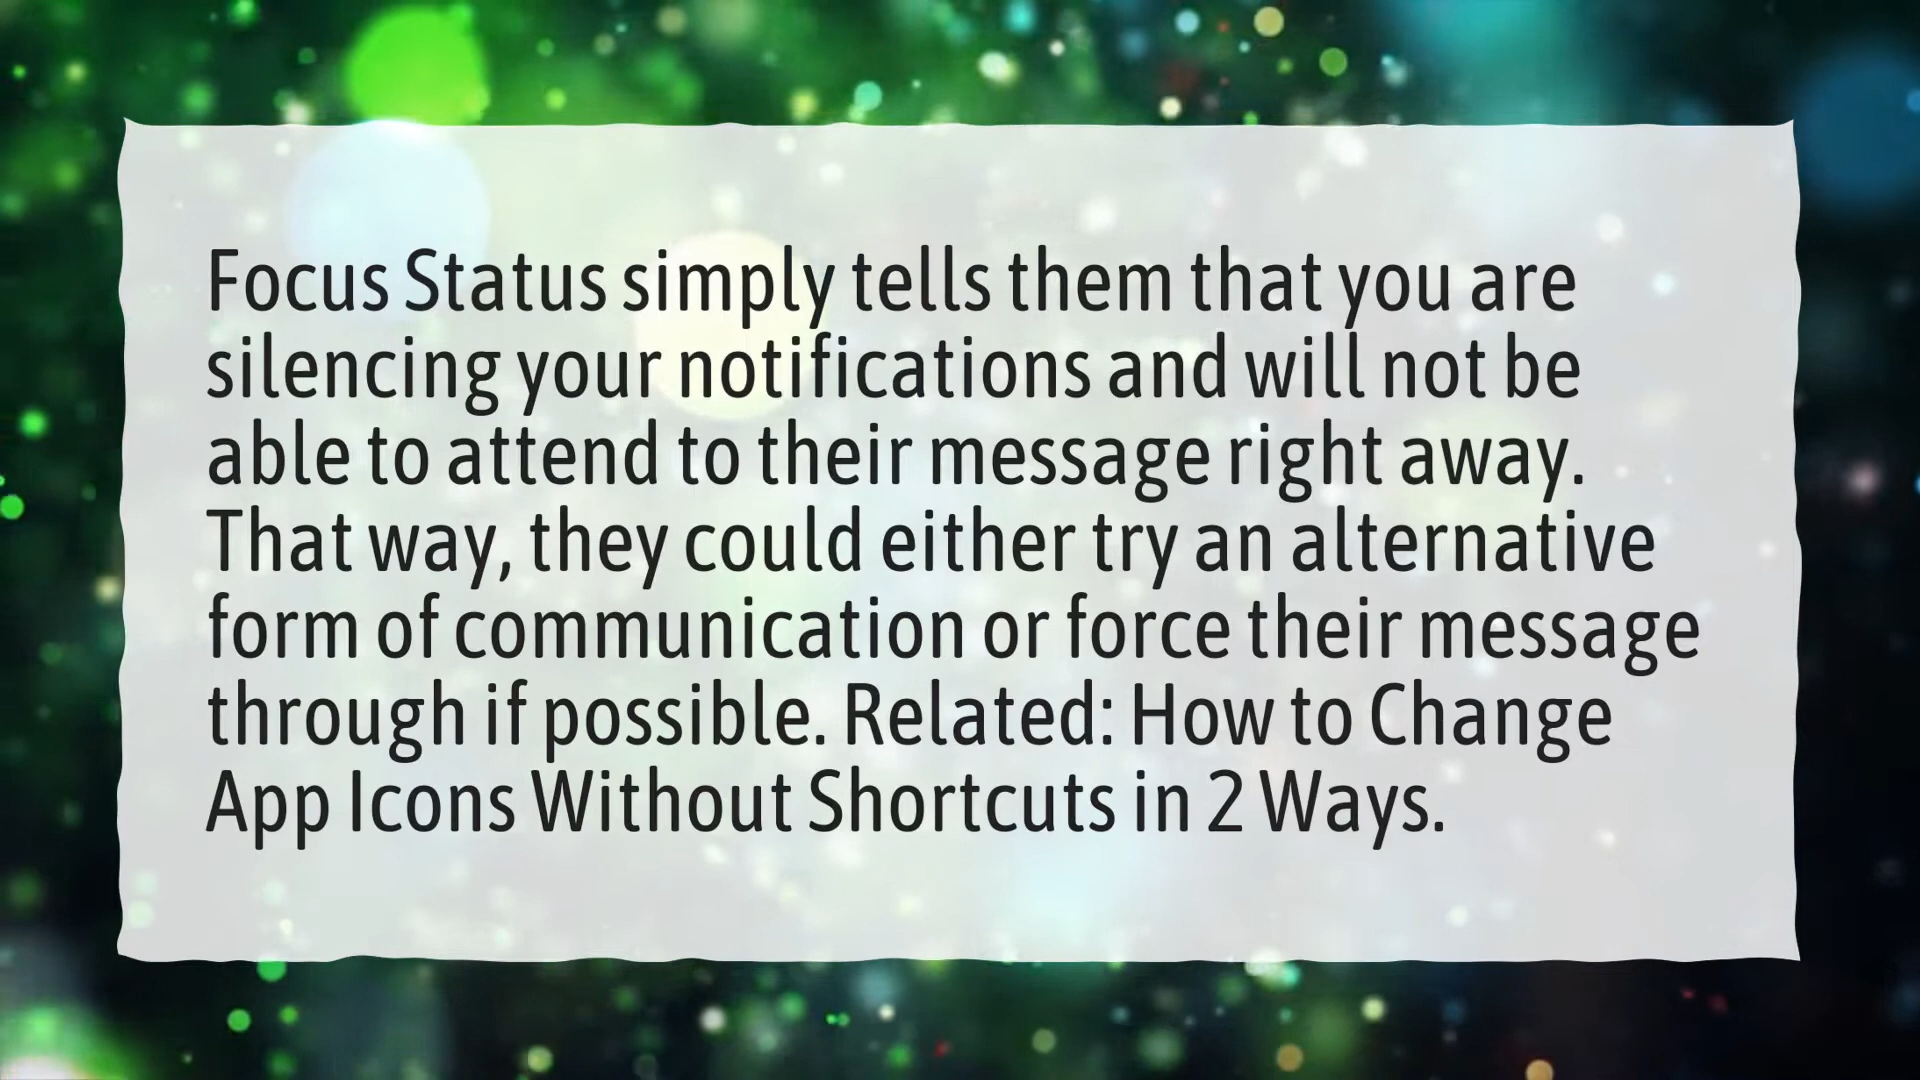 Focus Status simply tells them that you are
silencing your notifications and will not be
able to attend to their message right away.
That way, they could either try an alternative
form of communication or force their message
through if possible. Related: How to Change
App Icons Without Shortcuts in 2 Ways.